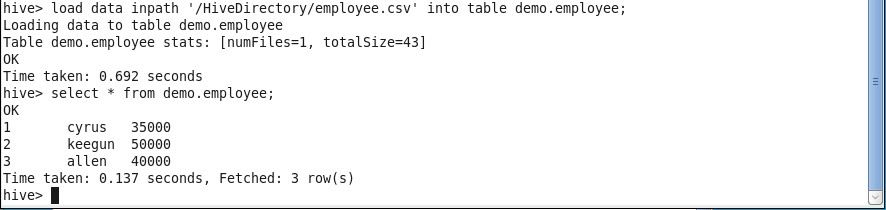 hive> load data inpath '/HiveDirectory/employee.csv' into table demo.employee;
Loading data to table demo.employee
Table demo.employee stats: [numFiles=1, totalSize=43]
OK
Time taken: 0.692 seconds
hive> select * from demo.employee;
OK
1       cyrus   35000
2       keegun  50000
3       allen   40000
Time taken: 0.137 seconds, Fetched: 3 row(s)
hive>